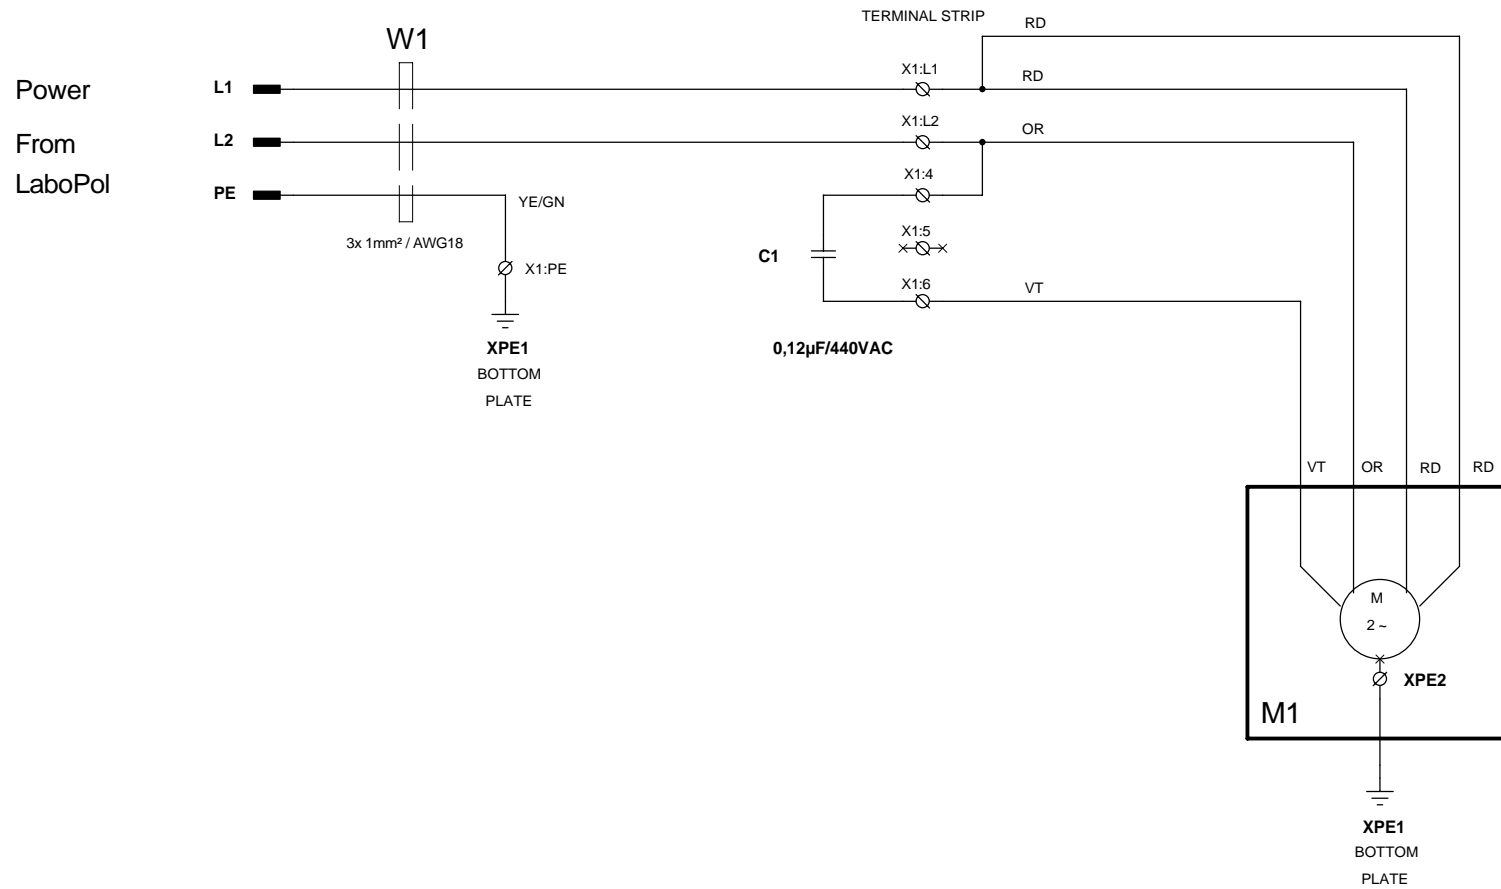 TERMINAL STRIP
RD
W1
X1:L1
RD
Power
L1
X1:L2
OR
From
L2
LaboPol
X1:4
PE
YE/GN
3x 1mm² / AWG18
X1:5
C1
X1:PE
X1:6
VT
XPE1
BOTTOM
PLATE
0,12µF/440VAC
VT OR RD RD
M
2 ~
XPE2
M1
XPE1
BOTTOM
PLATE